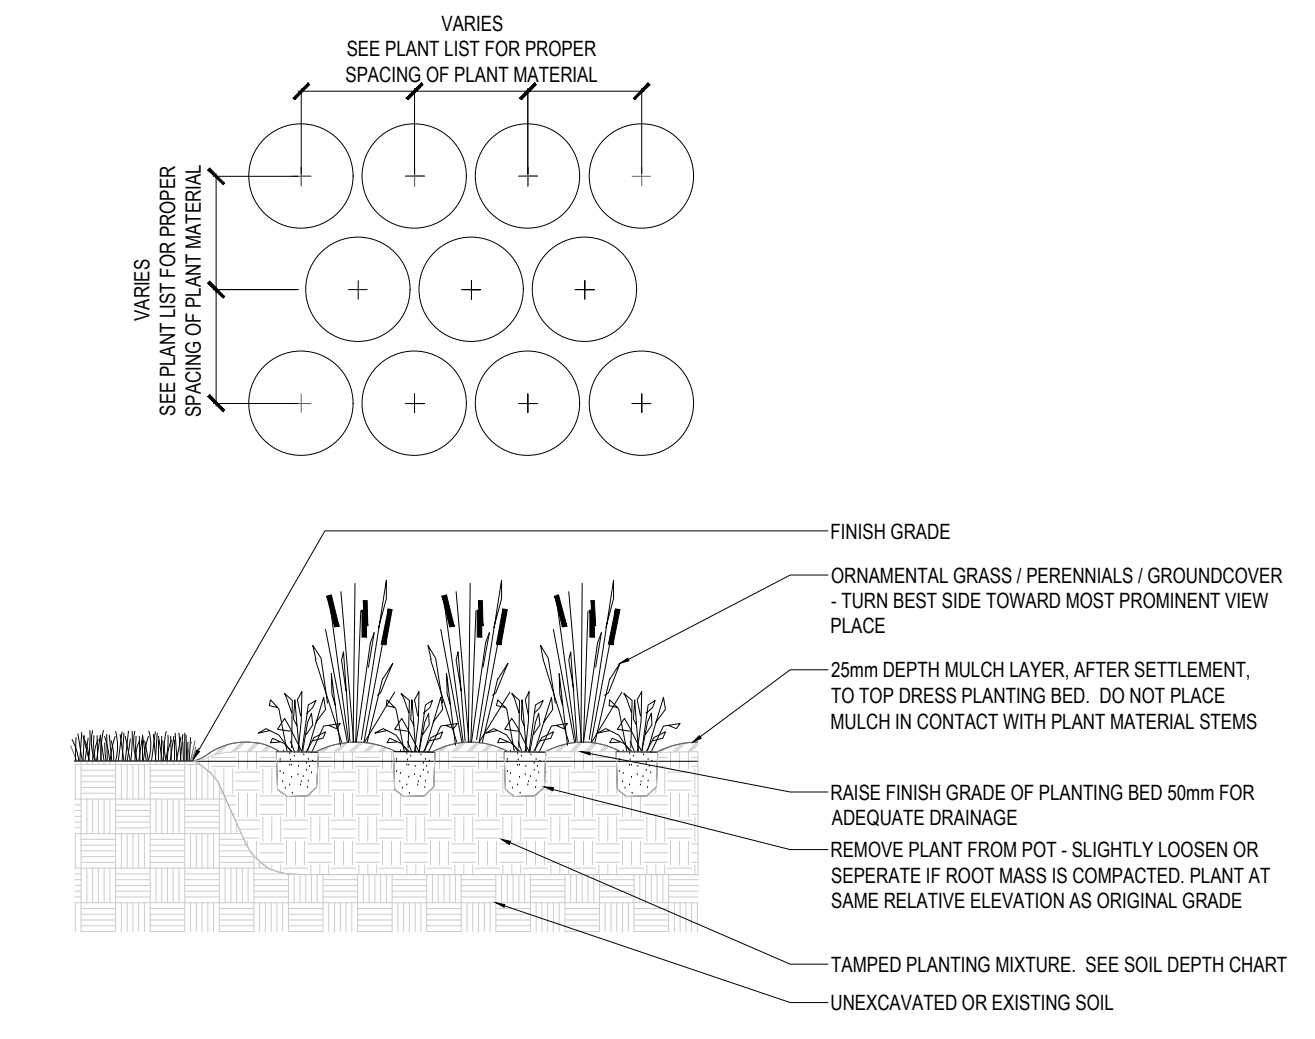 VARIES
SEE PLANT LIST FOR PROPER
SPACING OF PLANT MATERIAL
VARIES
SEE PLANT LIST FOR PROPER
SPACING OF PLANT MATERIAL
FINISH GRADE
ORNAMENTAL GRASS / PERENNIALS / GROUNDCOVER
- TURN BEST SIDE TOWARD MOST PROMINENT VIEW
PLACE
25mm DEPTH MULCH LAYER, AFTER SETTLEMENT,
TO TOP DRESS PLANTING BED. DO NOT PLACE
MULCH IN CONTACT WITH PLANT MATERIAL STEMS
RAISE FINISH GRADE OF PLANTING BED 50mm FOR
ADEQUATE DRAINAGE
REMOVE PLANT FROM POT - SLIGHTLY LOOSEN OR
SEPERATE IF ROOT MASS IS COMPACTED. PLANT AT
SAME RELATIVE ELEVATION AS ORIGINAL GRADE
TAMPED PLANTING MIXTURE. SEE SOIL DEPTH CHART
UNEXCAVATED OR EXISTING SOIL